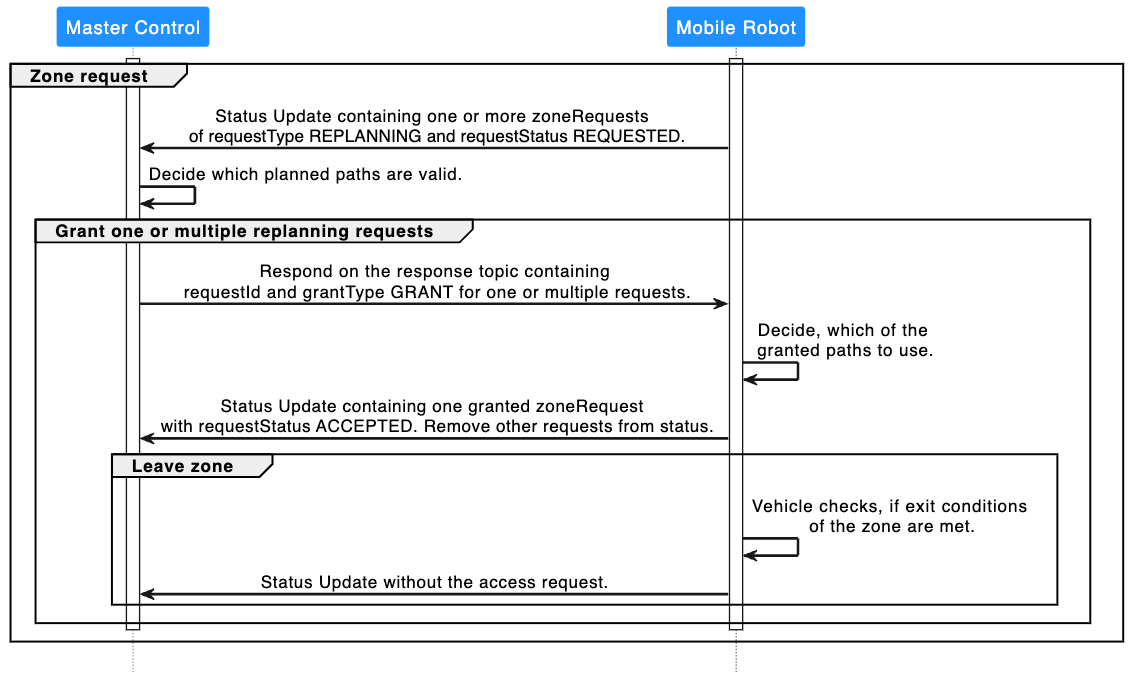 Master Control
Mobile Robot
Zone request
Status Update containing one or more zoneRequests
of requestType REPLANNING and requestStatus REQUESTED.
Decide which planned paths are valid.
Grant one or multiple replanning requests
Respond on the response topic containing
requestId and grantType GRANT for one or multiple requests.
Decide, which of the
granted paths to use.
Status Update containing one granted zoneRequest
with requestStatus ACCEPTED. Remove other requests from status.
Leave zone
Vehicle checks, if exit conditions
of the zone are met.
Status Update without the access request.